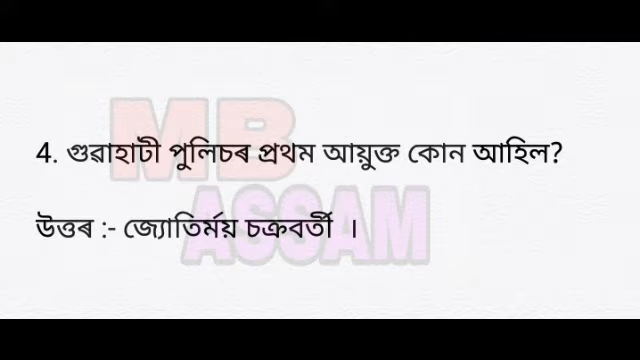 MB
ASSAM
4. গুৱাহাটী পুলিচৰ প্ৰথম আয়ুক্ত কোন আহিল?
উত্তৰ :- জ্যোতিৰ্ময় চক্ৰবৰ্তী ।